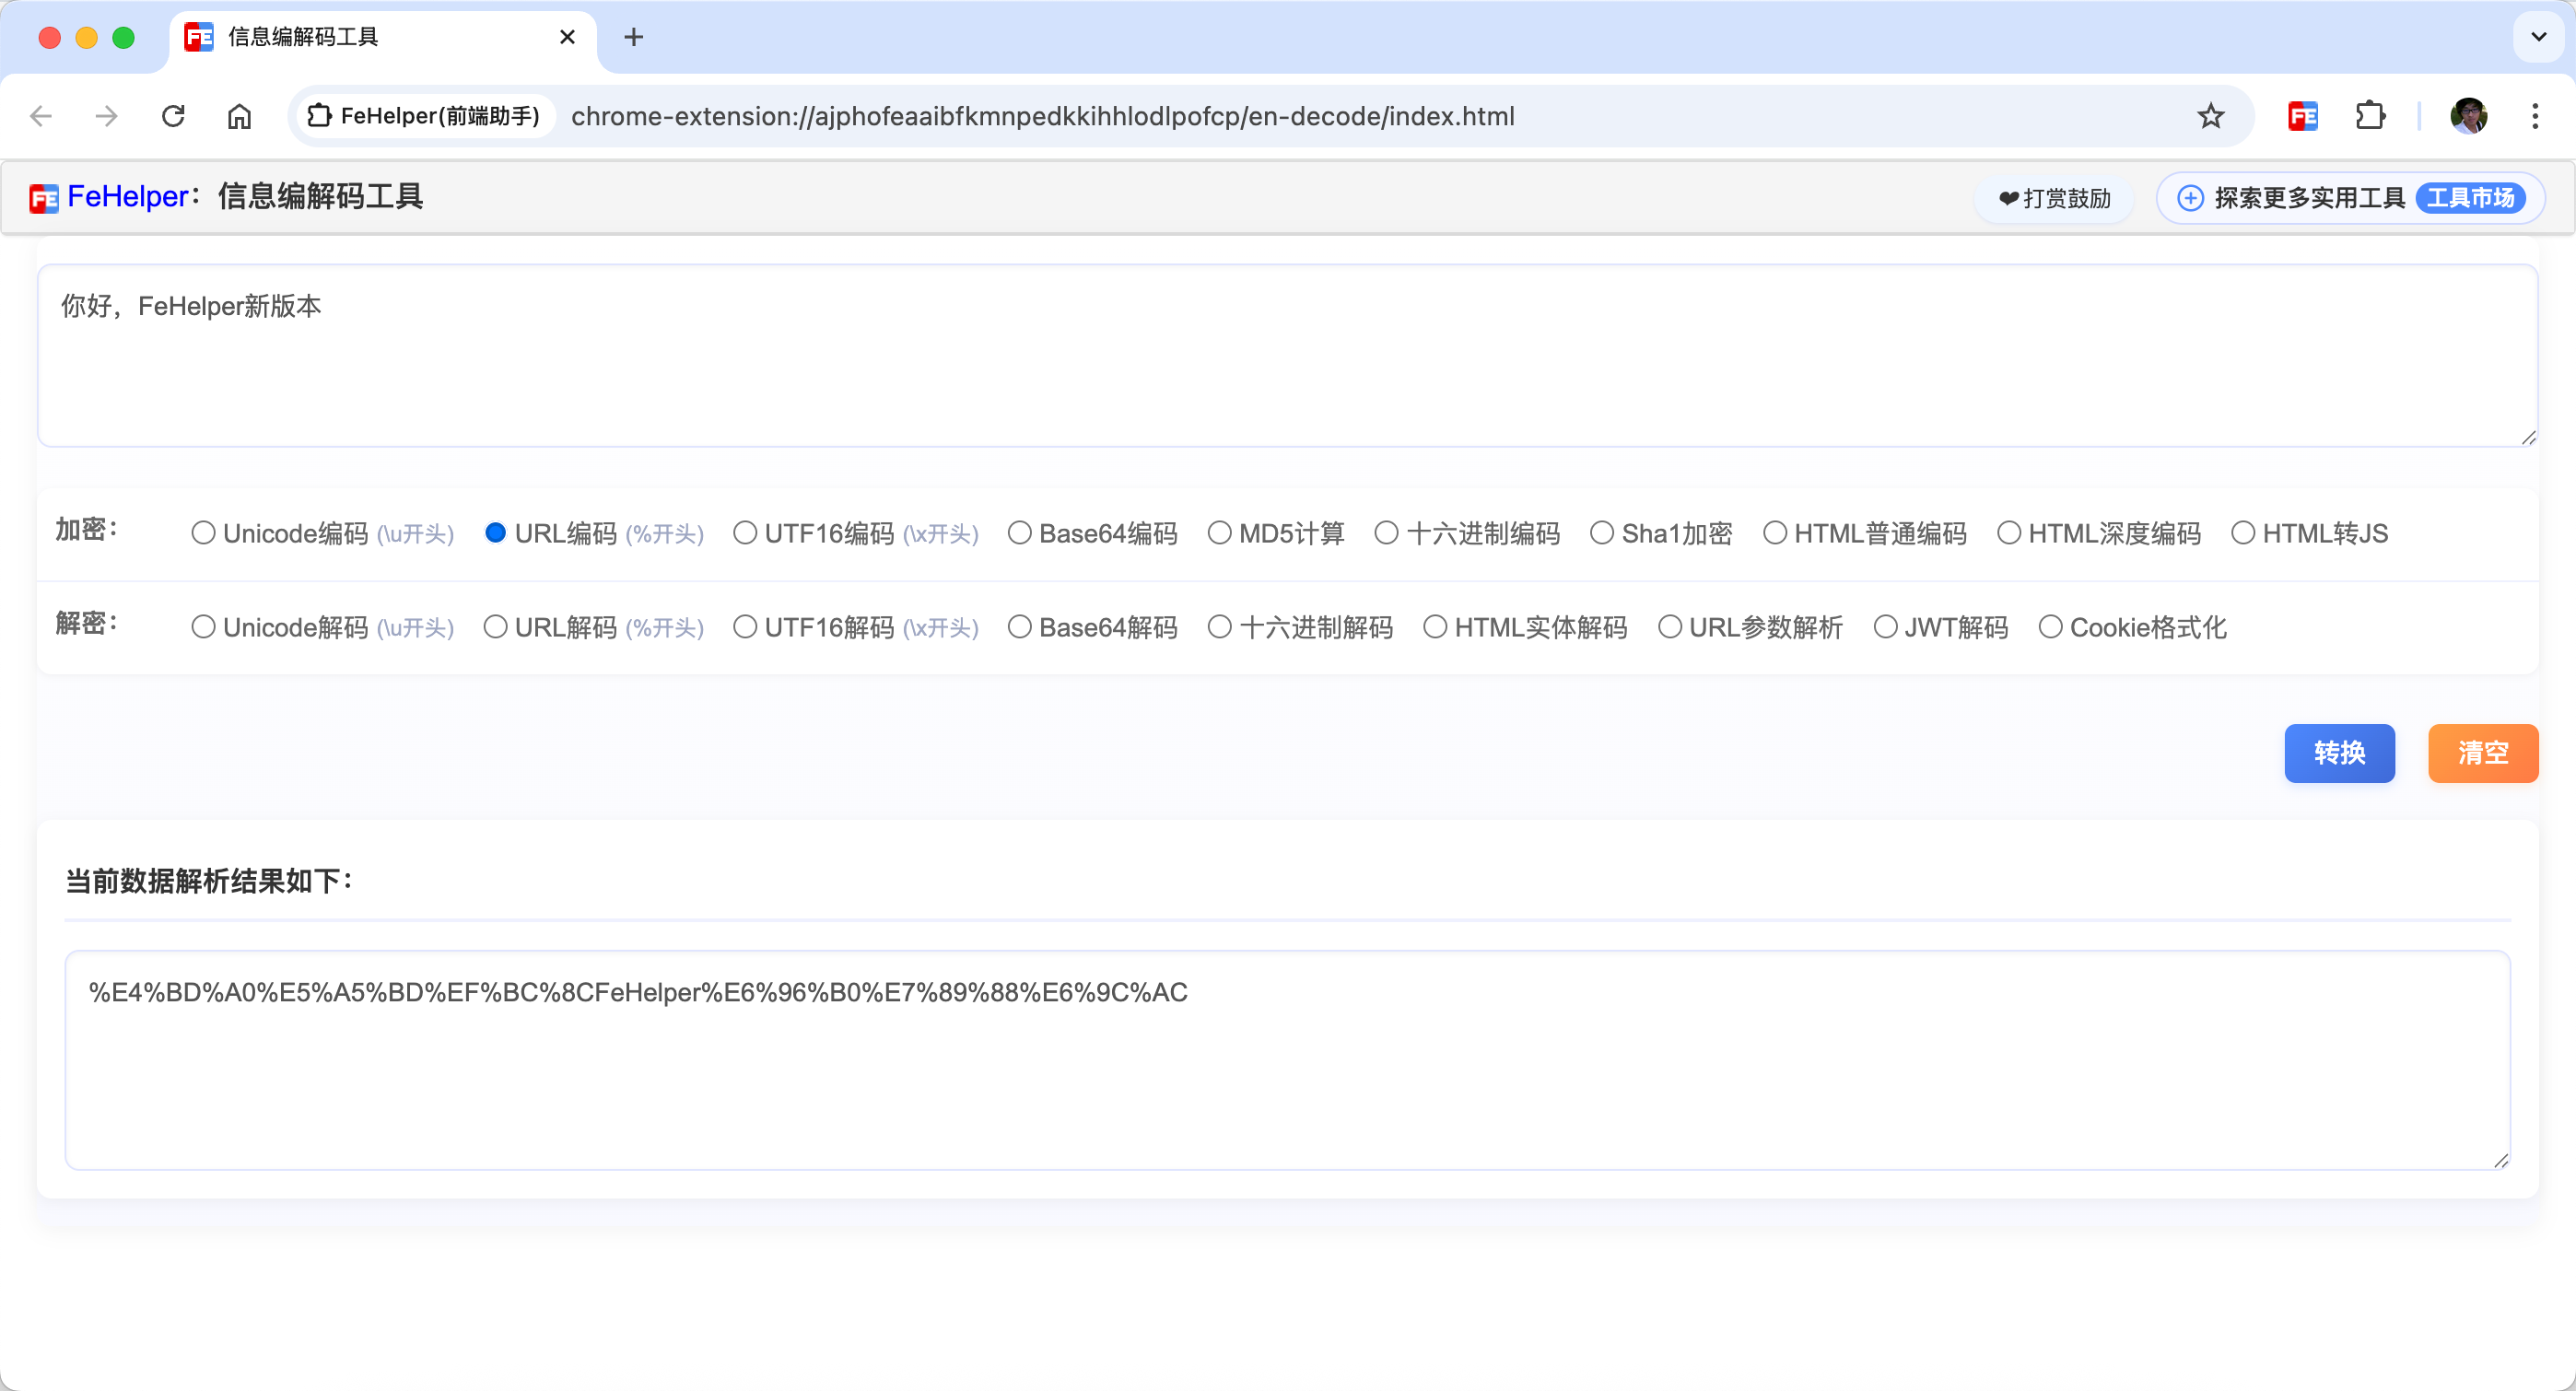 FE 信息编解码工具
FeHelper(前端助手) chrome-extension://ajphofeaaibfkmnpedkkihhlodlpofcp/en-decode/index.html FE
FE FeHelper：信息编解码工具 ❤打赏鼓励 探索更多实用工具 工具市场
你好，FeHelper新版本
加密： Unicode编码 (\u开头) URL编码 (%开头) UTF16编码 (\x开头) Base64编码 MD5计算 十六进制编码 Sha1加密 HTML普通编码 HTML深度编码 HTML转JS
解密： Unicode解码 (\u开头) URL解码 (%开头) UTF16解码 (\x开头) Base64解码 十六进制解码 HTML实体解码 URL参数解析 JWT解码 Cookie格式化
转换 清空
当前数据解析结果如下：
%E4%BD%A0%E5%A5%BD%EF%BC%8CFeHelper%E6%96%B0%E7%89%88%E6%9C%AC